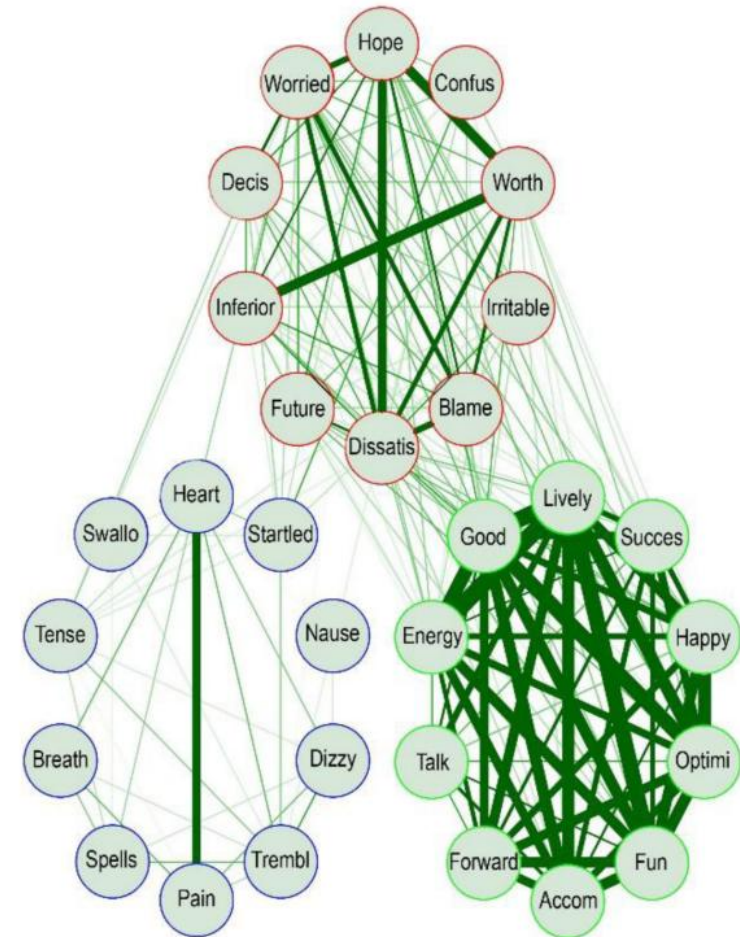 Hope
Worried
Confus
Decis
Worth
Inferior
Irritable
Future
Blame
Dissatis
Heart
Swallo
Startled
Tense
Nause
Breath
Dizzy
Spells
Trembl
Pain
Lively
Good
Succes
Energy
Happy
Talk
Optimi
Forward
Fun
Accom